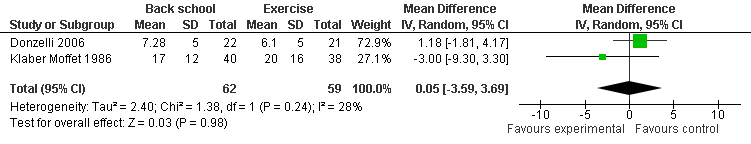 Back school Exercise Mean Difference Mean Difference
Study or Subgroup Mean SD Total Mean SD Total Weight IV, Random, 95% CI IV, Random, 95% CI
Donzelli 2006 7.28 5 22 6.1 5 21 72.9% 1.18 [-1.81, 4.17]
Klaber Moffet 1986 17 12 40 20 16 38 27.1% -3.00 [-9.30, 3.30]
Total (95% CI) 62 59 100.0% 0.05 [-3.59, 3.69]
Heterogeneity: Tau² = 2.40; Chi² = 1.38, df = 1 (P = 0.24); I² = 28%
Test for overall effect: Z = 0.03 (P = 0.98)
-10 -5 0 5 10
Favours experimental Favours control